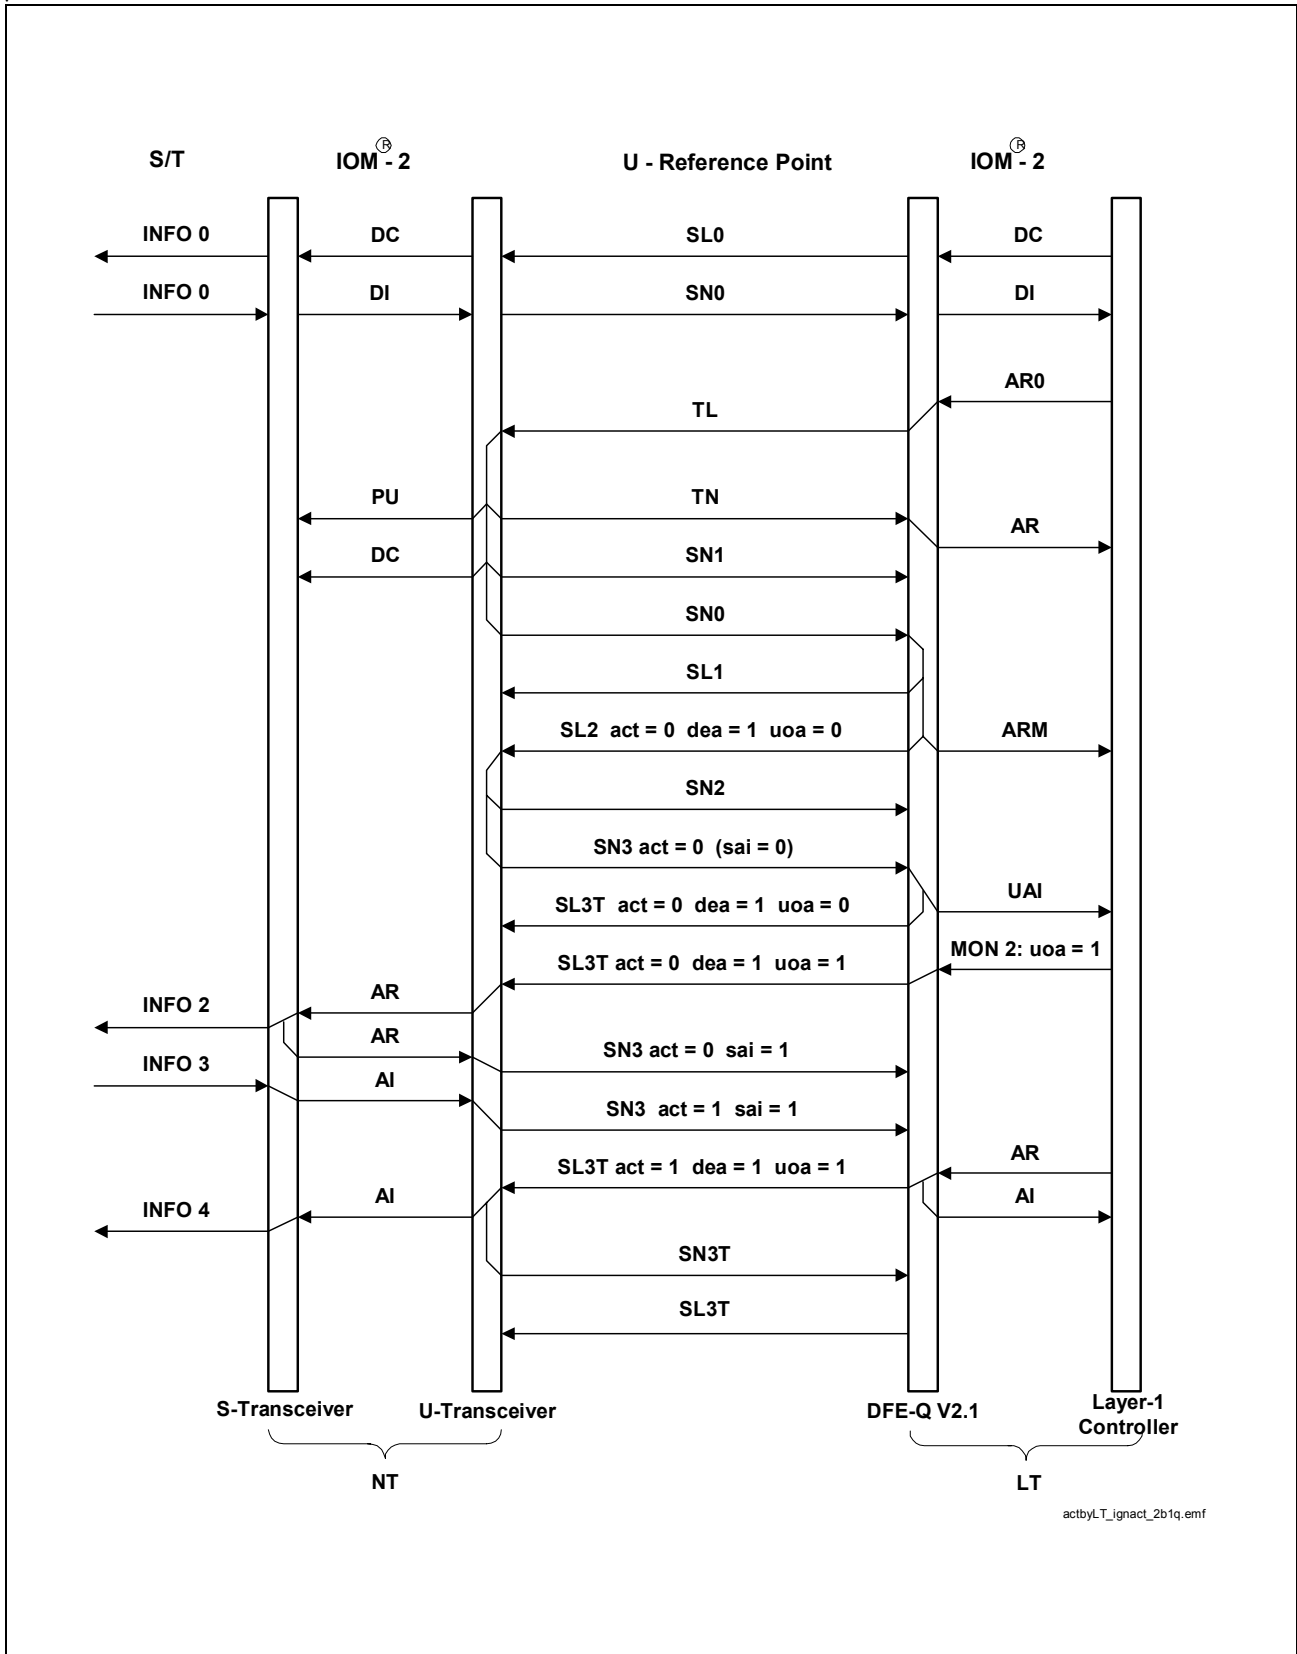 S/T IOM®- 2 U - Reference Point IOM®- 2
INFO 0 DC SL0 DC
INFO 0 DI SN0 DI
AR0
TL
PU TN
AR
DC SN1
SN0
SL1
SL2 act = 0 dea = 1 uoa = 0 ARM
SN2
SN3 act = 0 (sai = 0)
UAI
SL3T act = 0 dea = 1 uoa = 0
MON 2: uoa = 1
SL3T act = 0 dea = 1 uoa = 1
AR
INFO 2
AR
SN3 act = 0 sai = 1
INFO 3
AI
SN3 act = 1 sai = 1
AR
SL3T act = 1 dea = 1 uoa = 1
AI AI
INFO 4
SN3T
SL3T
S-Transceiver U-Transceiver DFE-Q V2.1 Layer-1
Controller
NT LT
actbyLT_ignact_2b1q.emf